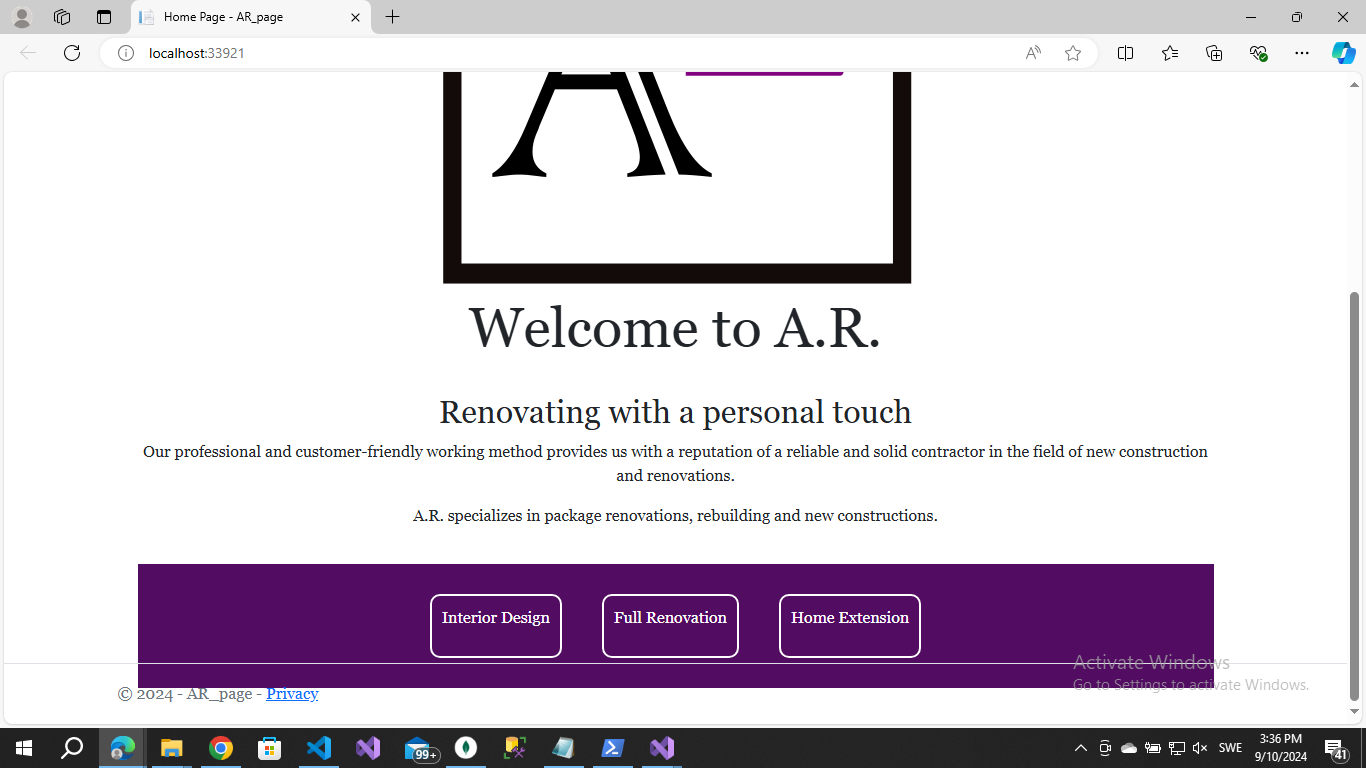 Home Page - AR_page
localhost:33921
A
Welcome to A.R.
Renovating with a personal touch
Our professional and customer-friendly working method provides us with a reputation of a reliable and solid contractor in the field of new construction
and renovations.
A.R. specializes in package renovations, rebuilding and new constructions.
Interior Design
Full Renovation
Home Extension
Activate Windows
Go to Settings to activate Windows.
© 2024 - AR_page - Privacy
99+
SWE
3:36 PM
9/10/2024
41